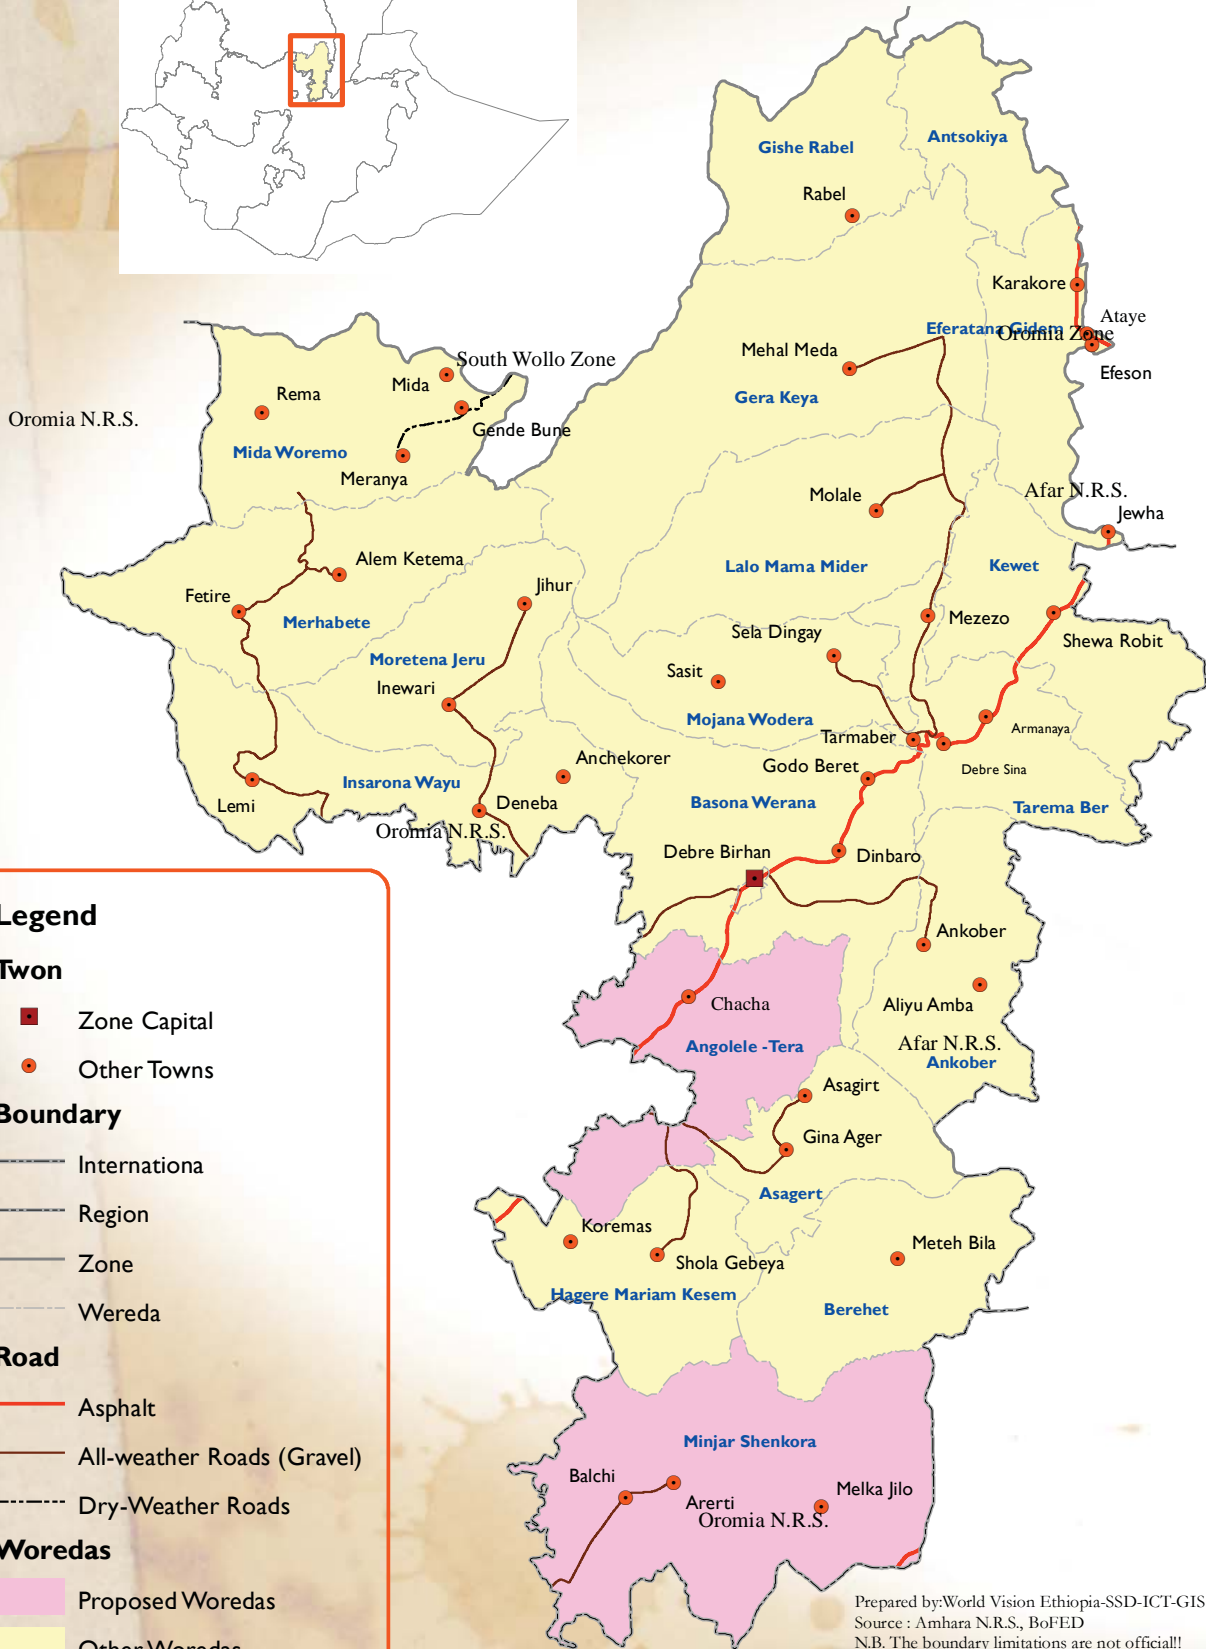 Gishe Rabel
Antsokiya
Rabel
Karakore
Ataye
Eferatana Gidem
Oromia Zone
Efeson
Mehal Meda
Gera Keya
South Wollo Zone
Mida
Rema
Oromia N.R.S.
Gende Bune
Mida Woremo
Meranya
Molale
Afar N.R.S.
Jewha
Alem Ketema
Lalo Mama Mider
Kewet
Fetire
Jihur
Merhabete
Mezezo
Sela Dingay
Shewa Robit
Moretena Jeru
Sasit
Inewari
Mojana Wodera
Armanaya
Tarmaber
Anchekorer
Godo Beret
Debre Sina
Insarona Wayu
Lemi
Deneba
Basona Werana
Tarema Ber
Oromia N.R.S.
Debre Birhan
Dinbaro
Ankober
Chacha
Aliyu Amba
Afar N.R.S.
Angolele -Tera
Ankober
Asagirt
Gina Ager
Asagert
Koremas
Meteh Bila
Shola Gebeya
Hagere Mariam Kesem
Berehet
Minjar Shenkora
Balchi
Arerti
Melka Jilo
Oromia N.R.S.
Legend
Twon
Zone Capital
Other Towns
Boundary
Internationa
Region
Zone
Wereda
Road
Asphalt
All-weather Roads (Gravel)
Dry-Weather Roads
Woredas
Proposed Woredas
Other Woredas
Prepared by:World Vision Ethiopia-SSD-ICT-GIS
Source : Amhara N.R.S., BoFED
N.B. The boundary limitations are not official!!